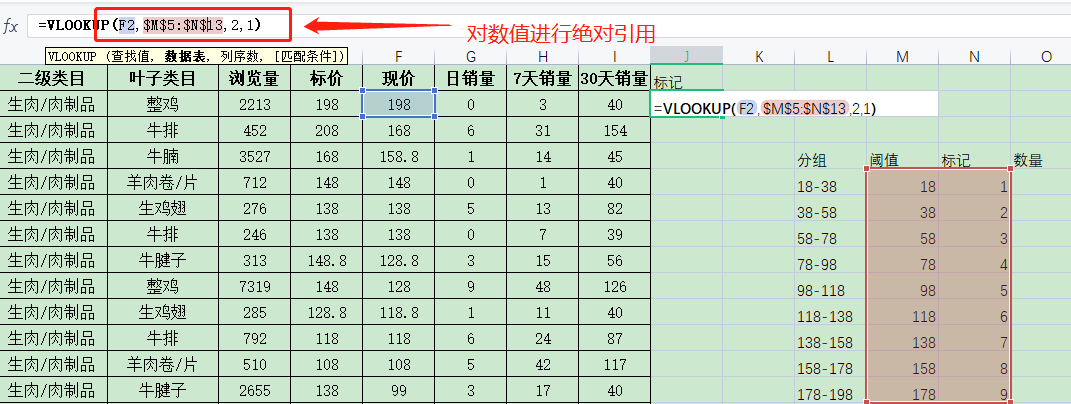 fx =VLOOKUP(F2,$M$5:$N$13,2,1) 对数值进行绝对引用
VLOOKUP (查找值, 数据表, 列序数, [匹配条件])
D E F G H I J K L M N O
二级类目 叶子类目 浏览量 标价 现价 日销量 7天销量 30天销量 标记
生肉/肉制品 整鸡 2213 198 198 0 3 40 =VLOOKUP(F2,$M$5:$N$13,2,1)
生肉/肉制品 牛排 452 208 168 6 31 154
生肉/肉制品 牛腩 3527 168 158.8 1 14 45 分组 阈值 标记 数量
生肉/肉制品 羊肉卷/片 712 148 148 0 1 40 18-38 18 1
生肉/肉制品 生鸡翅 276 138 138 5 13 82 38-58 38 2
生肉/肉制品 牛排 246 138 138 0 7 39 58-78 58 3
生肉/肉制品 牛腱子 313 148.8 128.8 3 15 56 78-98 78 4
生肉/肉制品 整鸡 7319 148 128 9 48 126 98-118 98 5
生肉/肉制品 生鸡翅 285 128.8 118.8 1 11 40 118-138 118 6
生肉/肉制品 牛排 792 118 118 6 24 87 138-158 138 7
生肉/肉制品 羊肉卷/片 510 108 108 5 42 117 158-178 158 8
生肉/肉制品 牛腱子 2655 138 99 3 17 40 178-198 178 9